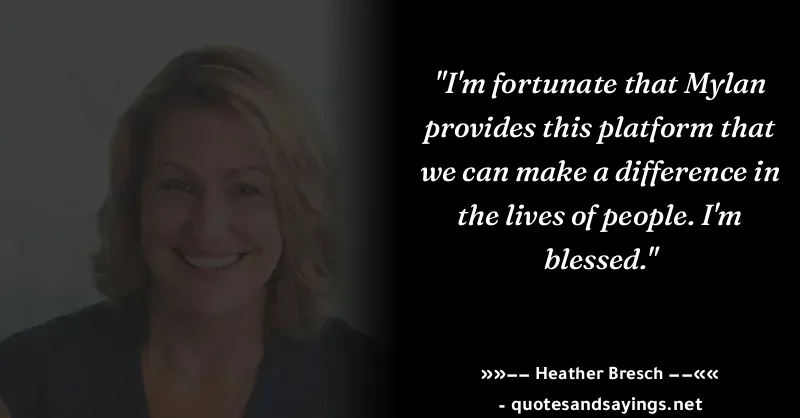 "I'm fortunate that Mylan
provides this platform that
we can make a difference in
the lives of people. I'm
blessed."
»»–– Heather Bresch ––««
- quotesandsayings.net